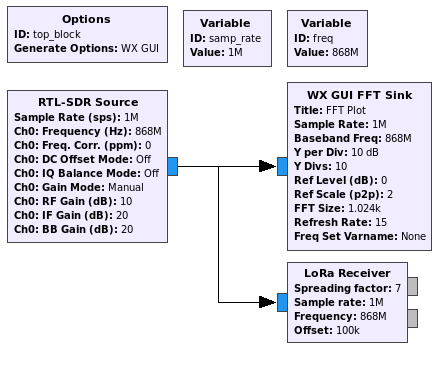 Options
ID: top_block
Generate Options: WX GUI
Variable
ID: samp_rate
Value: 1M
Variable
ID: freq
Value: 868M
RTL-SDR Source
Sample Rate (sps): 1M
Ch0: Frequency (Hz): 868M
Ch0: Freq. Corr. (ppm): 0
Ch0: DC Offset Mode: Off
Ch0: IQ Balance Mode: Off
Ch0: Gain Mode: Manual
Ch0: RF Gain (dB): 10
Ch0: IF Gain (dB): 20
Ch0: BB Gain (dB): 20
WX GUI FFT Sink
Title: FFT Plot
Sample Rate: 1M
Baseband Freq: 868M
Y per Div: 10 dB
Y Divs: 10
Ref Level (dB): 0
Ref Scale (p2p): 2
FFT Size: 1.024k
Refresh Rate: 15
Freq Set Varname: None
LoRa Receiver
Spreading factor: 7
Sample rate: 1M
Frequency: 868M
Offset: 100k